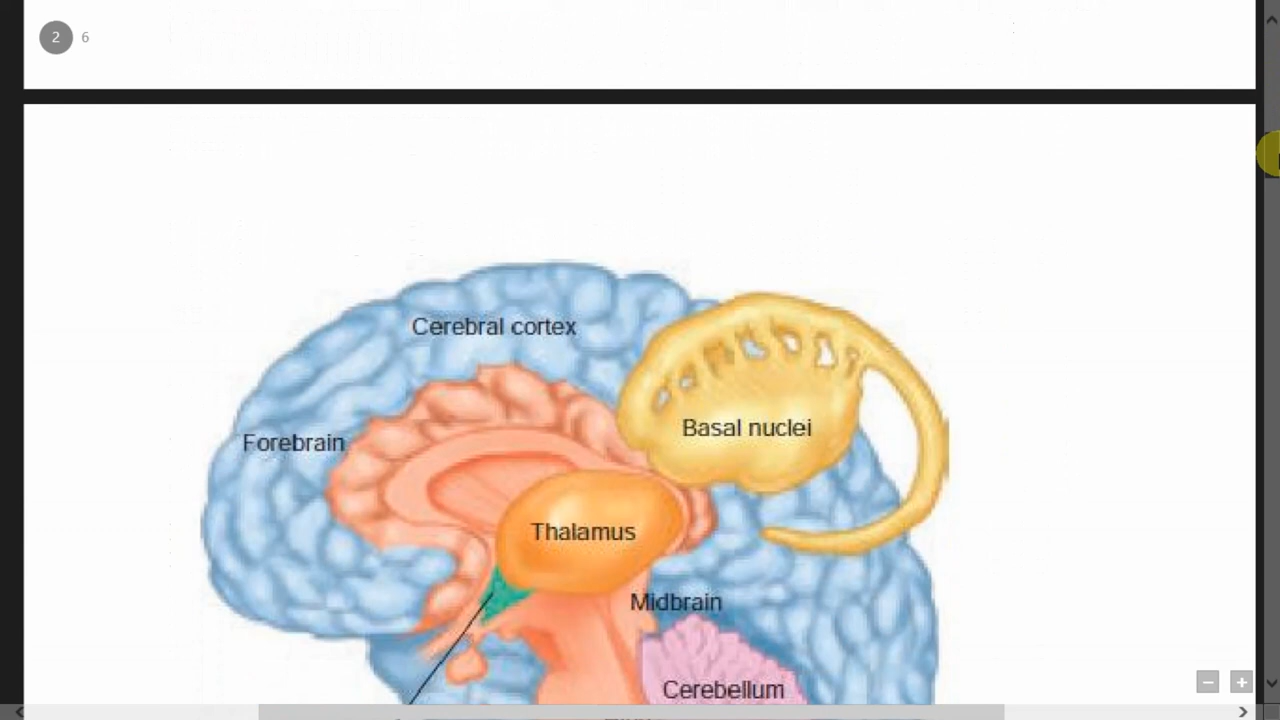 2 6
Cerebral cortex
Basal nuclei
Forebrain
Thalamus
Midbrain
Cerebellum